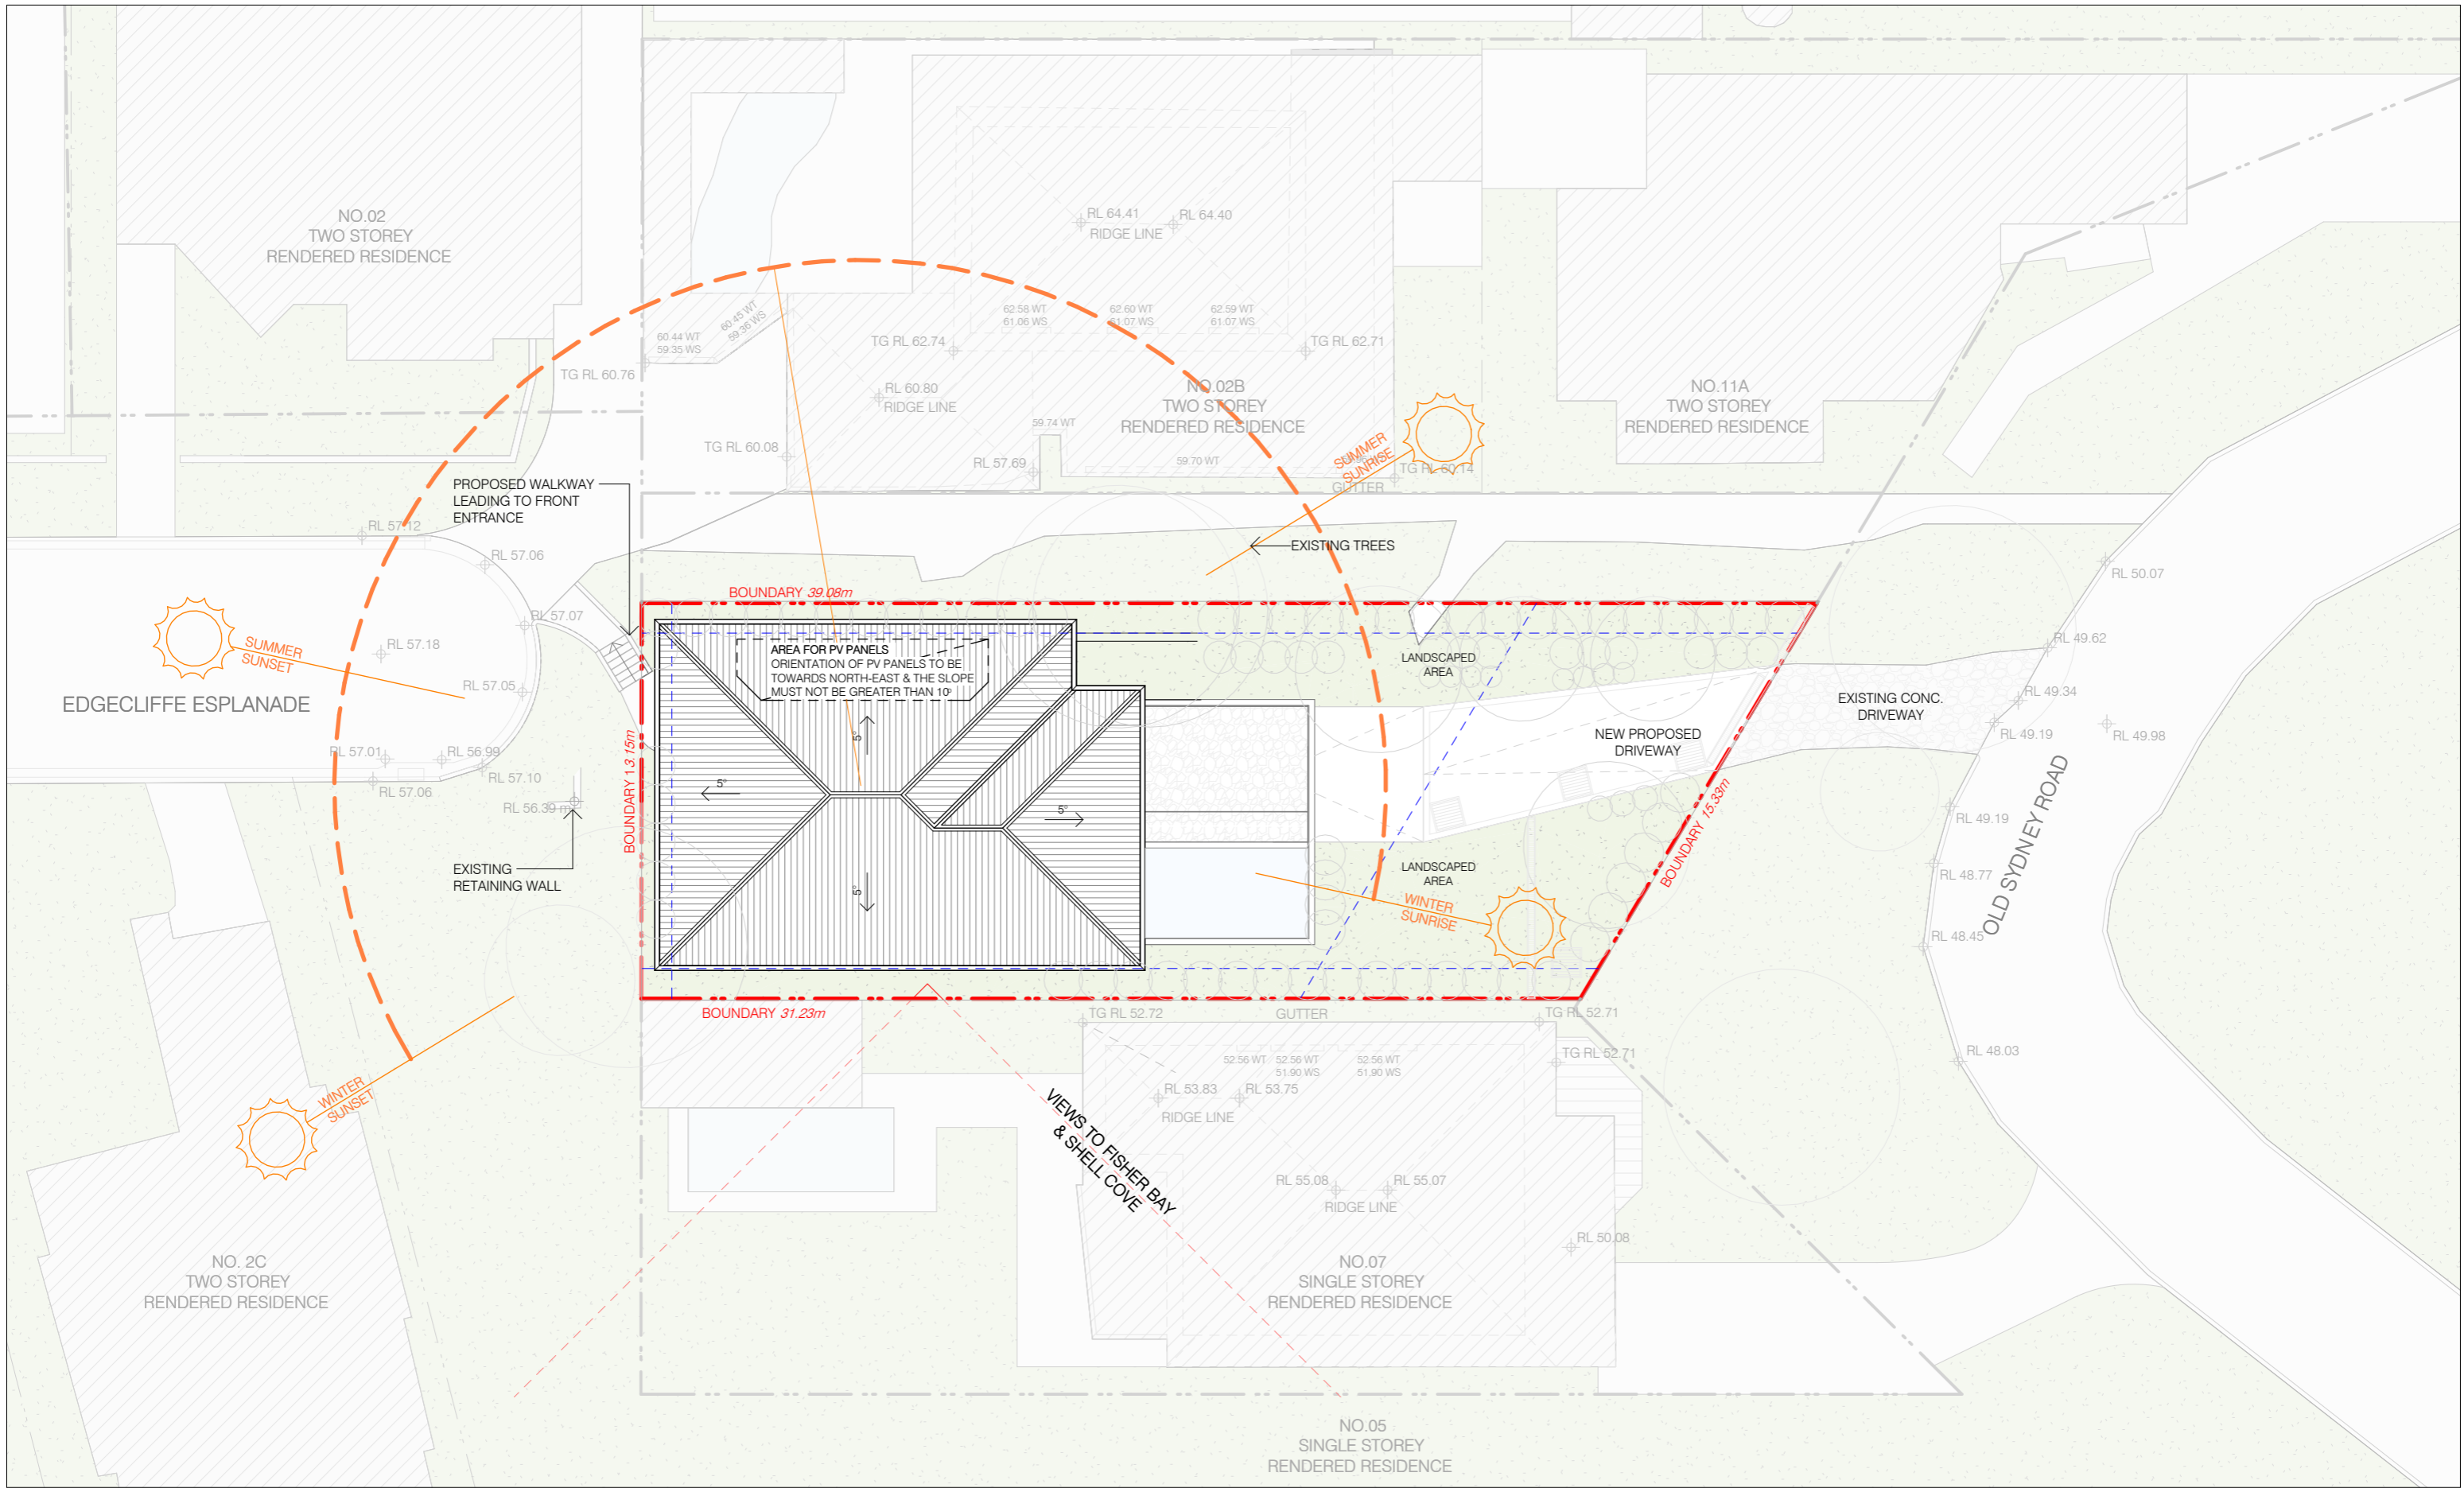 NO.02
TWO STOREY
RENDERED RESIDENCE
RL 64.41
RL 64.40
RIDGE LINE
60.44 WT
59.35 WS
60.45 WT
59.36 WS
62.58 WT
61.06 WS
62.60 WT
61.07 WS
62.59 WT
61.07 WS
TG RL 60.76
TG RL 62.74
TG RL 62.71
RL 60.80
RIDGE LINE
NO.02B
TWO STOREY
RENDERED RESIDENCE
NO.11A
TWO STOREY
RENDERED RESIDENCE
59.74 WT
TG RL 60.08
RL 57.69
59.70 WT
TG RL 60.14
GUTTER
SUMMER
SUNRISE
PROPOSED WALKWAY
LEADING TO FRONT
ENTRANCE
RL 57.12
RL 57.06
EXISTING TREES
RL 50.07
BOUNDARY 39.08m
RL 57.07
RL 57.18
RL 57.05
SUMMER
SUNSET
EDGECLIFFE ESPLANADE
AREA FOR PV PANELS
ORIENTATION OF PV PANELS TO BE
TOWARDS NORTH-EAST & THE SLOPE
MUST NOT BE GREATER THAN 10º
LANDSCAPED
AREA
RL 49.62
EXISTING CONC.
DRIVEWAY
RL 49.34
RL 49.19
RL 49.98
NEW PROPOSED
DRIVEWAY
5°
5°
5°
5°
RL 57.01
RL 56.99
RL 57.10
RL 57.06
RL 56.39 m
BOUNDARY 13.15m
BOUNDARY 15.33m
RL 49.19
OLD SYDNEY ROAD
EXISTING
RETAINING WALL
LANDSCAPED
AREA
RL 48.77
WINTER
SUNRISE
RL 48.45
BOUNDARY 31.23m
TG RL 52.72
GUTTER
TG RL 52.71
TG RL 52.71
RL 48.03
52.56 WT
52.56 WT
51.90 WS
52.56 WT
51.90 WS
RL 53.83
RL 53.75
RIDGE LINE
WINTER
SUNSET
VIEWS TO FISHER BAY
& SHELL COVE
RL 55.08
RL 55.07
RIDGE LINE
RL 50.08
NO. 2C
TWO STOREY
RENDERED RESIDENCE
NO.07
SINGLE STOREY
RENDERED RESIDENCE
NO.05
SINGLE STOREY
RENDERED RESIDENCE